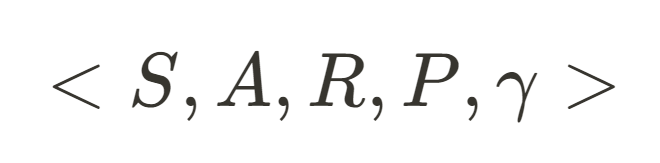 < S, A, R, P, γ >